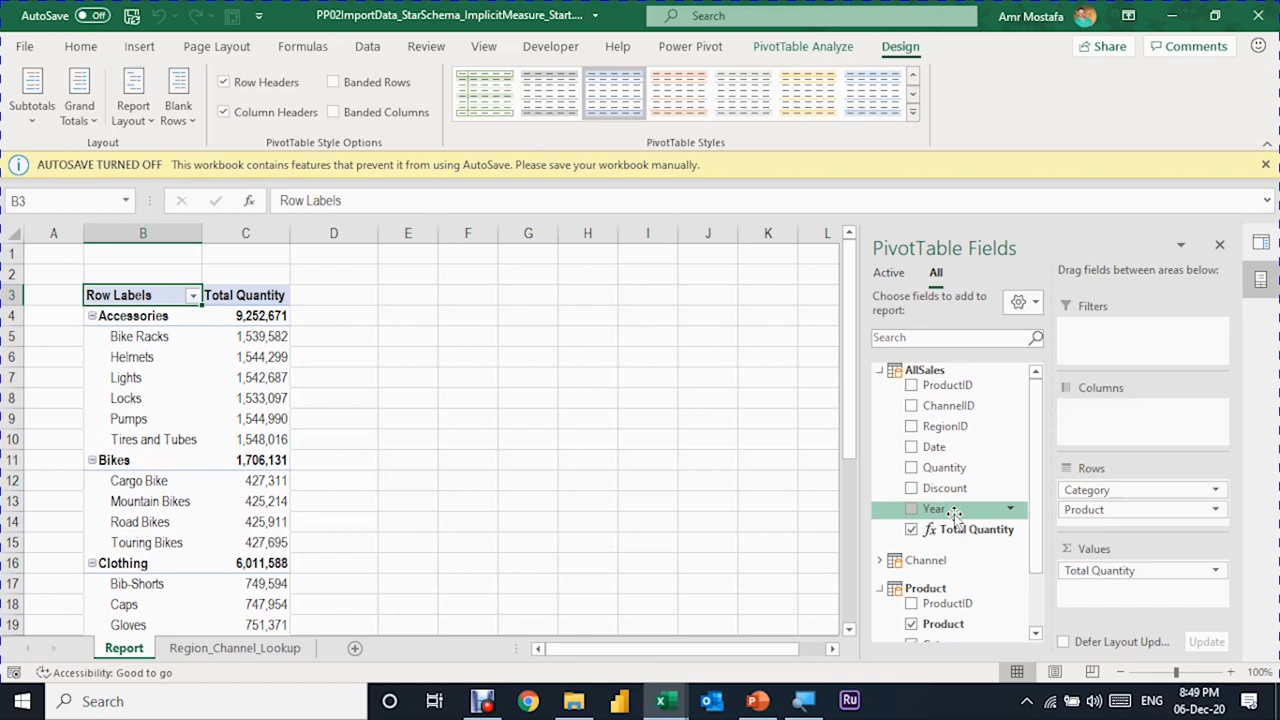 AutoSave Off PP02ImportData_StarSchema_ImplicitMeasure_Start.... Search Amr Mostafa
File Home Insert Page Layout Formulas Data Review View Developer Help Power Pivot PivotTable Analyze Design Share Comments
Subtotals Grand Totals Report Layout Blank Rows
Row Headers Banded Rows
Column Headers Banded Columns
Layout PivotTable Style Options PivotTable Styles
AUTOSAVE TURNED OFF This workbook contains features that prevent it from using AutoSave. Please save your workbook manually.
B3 fx Row Labels
A B C D E F G H I J K L
1
2
3 Row Labels Total Quantity
4 Accessories 9,252,671
5 Bike Racks 1,539,582
6 Helmets 1,544,299
7 Lights 1,542,687
8 Locks 1,533,097
9 Pumps 1,544,990
10 Tires and Tubes 1,548,016
11 Bikes 1,706,131
12 Cargo Bike 427,311
13 Mountain Bikes 425,214
14 Road Bikes 425,911
15 Touring Bikes 427,695
16 Clothing 6,011,588
17 Bib-Shorts 749,594
18 Caps 747,954
19 Gloves 751,371
PivotTable Fields
Active All
Choose fields to add to
report:
Search
AllSales
ProductID
ChannelID
RegionID
Date
Quantity
Discount
Year
fx Total Quantity
Channel
Product
ProductID
Product
Drag fields between areas below:
Filters
Columns
Rows
Category
Product
Values
Total Quantity
Defer Layout Upd... Update
Report Region_Channel_Lookup
Accessibility: Good to go 100%
Search Ru ENG 8:49 PM
06-Dec-20